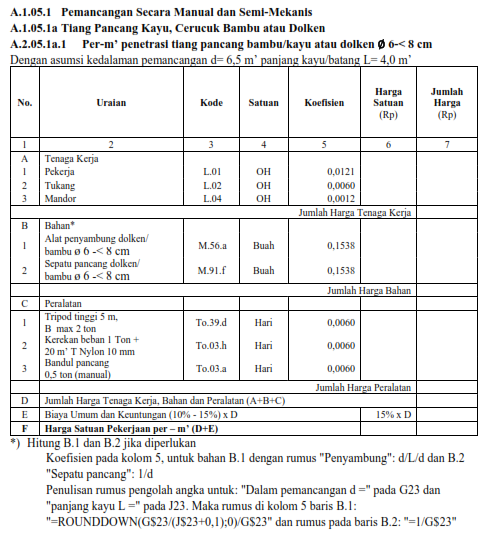 A.1.05.1 Pemancangan Secara Manual dan Semi-Mekanis
A.1.05.1a Tiang Pancang Kayu, Cerucuk Bambu atau Dolken
A.2.05.1a.1 Per-m’ penetrasi tiang pancang bambu/kayu atau dolken ø 6-< 8 cm
Dengan asumsi kedalaman pemancangan d= 6,5 m’ panjang kayu/batang L= 4,0 m’
No. Uraian Kode Satuan Koefisien Harga Satuan (Rp) Jumlah Harga (Rp)
1 2 3 4 5 6 7
A Tenaga Kerja
1 Pekerja L.01 OH 0,0121
2 Tukang L.02 OH 0,0060
3 Mandor L.04 OH 0,0012
Jumlah Harga Tenaga Kerja
B Bahan*
1 Alat penyambung dolken/ bambu ø 6 -< 8 cm M.56.a Buah 0,1538
2 Sepatu pancang dolken/ bambu ø 6 -< 8 cm M.91.f Buah 0,1538
Jumlah Harga Bahan
C Peralatan
1 Tripod tinggi 5 m, B max 2 ton To.39.d Hari 0,0060
2 Kerekan beban 1 Ton + 20 m’ T Nylon 10 mm To.03.h Hari 0,0060
3 Bandul pancang 0,5 ton (manual) To.03.a Hari 0,0060
Jumlah Harga Peralatan
D Jumlah Harga Tenaga Kerja, Bahan dan Peralatan (A+B+C)
E Biaya Umum dan Keuntungan (10% - 15%) x D 15% x D
F Harga Satuan Pekerjaan per – m’ (D+E)
*) Hitung B.1 dan B.2 jika diperlukan
Koefisien pada kolom 5, untuk bahan B.1 dengan rumus "Penyambung": d/L/d dan B.2
"Sepatu pancang": 1/d
Penulisan rumus pengolah angka untuk: "Dalam pemancangan d =" pada G23 dan
"panjang kayu L =" pada J23. Maka rumus di kolom 5 baris B.1:
"=ROUNDDOWN(G$23/(J$23+0,1);0)/G$23" dan rumus pada baris B.2: "=1/G$23"